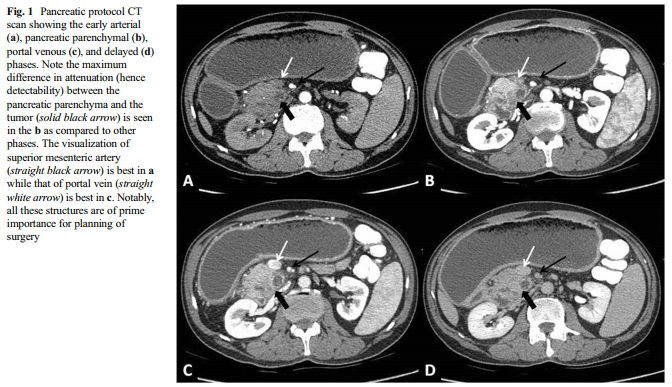 Fig. 1 Pancreatic protocol CT
scan showing the early arterial
(a), pancreatic parenchymal (b),
portal venous (c), and delayed (d)
phases. Note the maximum
difference in attenuation (hence
detectability) between the
pancreatic parenchyma and the
tumor (solid black arrow) is seen
in the b as compared to other
phases. The visualization of
superior mesenteric artery
(straight black arrow) is best in a
while that of portal vein (straight
white arrow) is best in c. Notably,
all these structures are of prime
importance for planning of
surgery
A
B
C
D